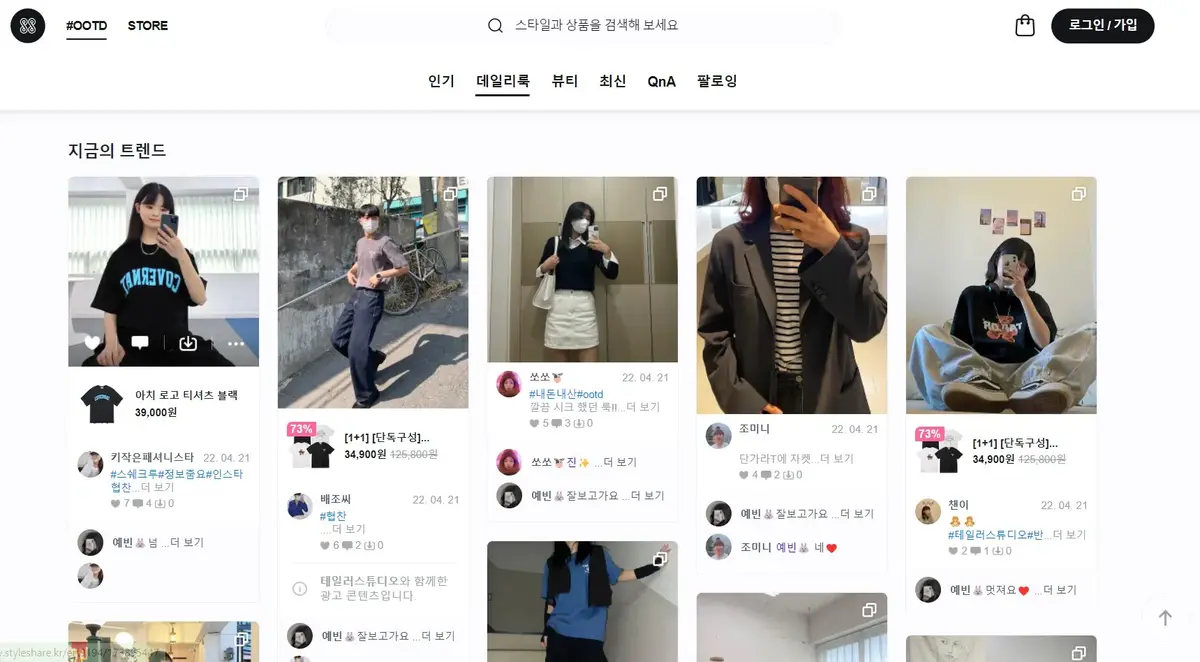 #OOTD
STORE
스타일과 상품을 검색해 보세요
로그인 / 가입
인기
데일리룩
뷰티
최신
QnA
팔로잉
지금의 트렌드
COVERNAT
아치 로고 티셔츠 블랙
39,000원
키작은패셔니스타 22. 04. 21
#스쉐크루#정보줌요#인스타
협찬...더 보기
7 4 0
예빈🐰 넘 ...더 보기
73%
[1+1] [단독구성]...
34,900원 125,800원
배조씨 22. 04. 21
#협찬
...더 보기
6 2 0
테일러스튜디오와 함께한
광고 콘텐츠입니다.
예빈🐰 잘보고가요 ...더 보기
쏘쏘 22. 04. 21
#내돈내산#ootd
깔끔 시크 했던 룩!!...더 보기
5 3 0
쏘쏘 진✨ ...더 보기
예빈🐰 잘보고가요 ...더 보기
조미니 22. 04. 21
단가라T에 자켓...더 보기
4 2 0
예빈🐰 잘보고가요 ...더 보기
조미니 예빈🐰 네❤️
73%
[1+1] [단독구성]...
34,900원 125,800원
챈이 22. 04. 21
#테일러스튜디오#반...더 보기
2 1 0
예빈🐰 멋져요❤️ ...더 보기